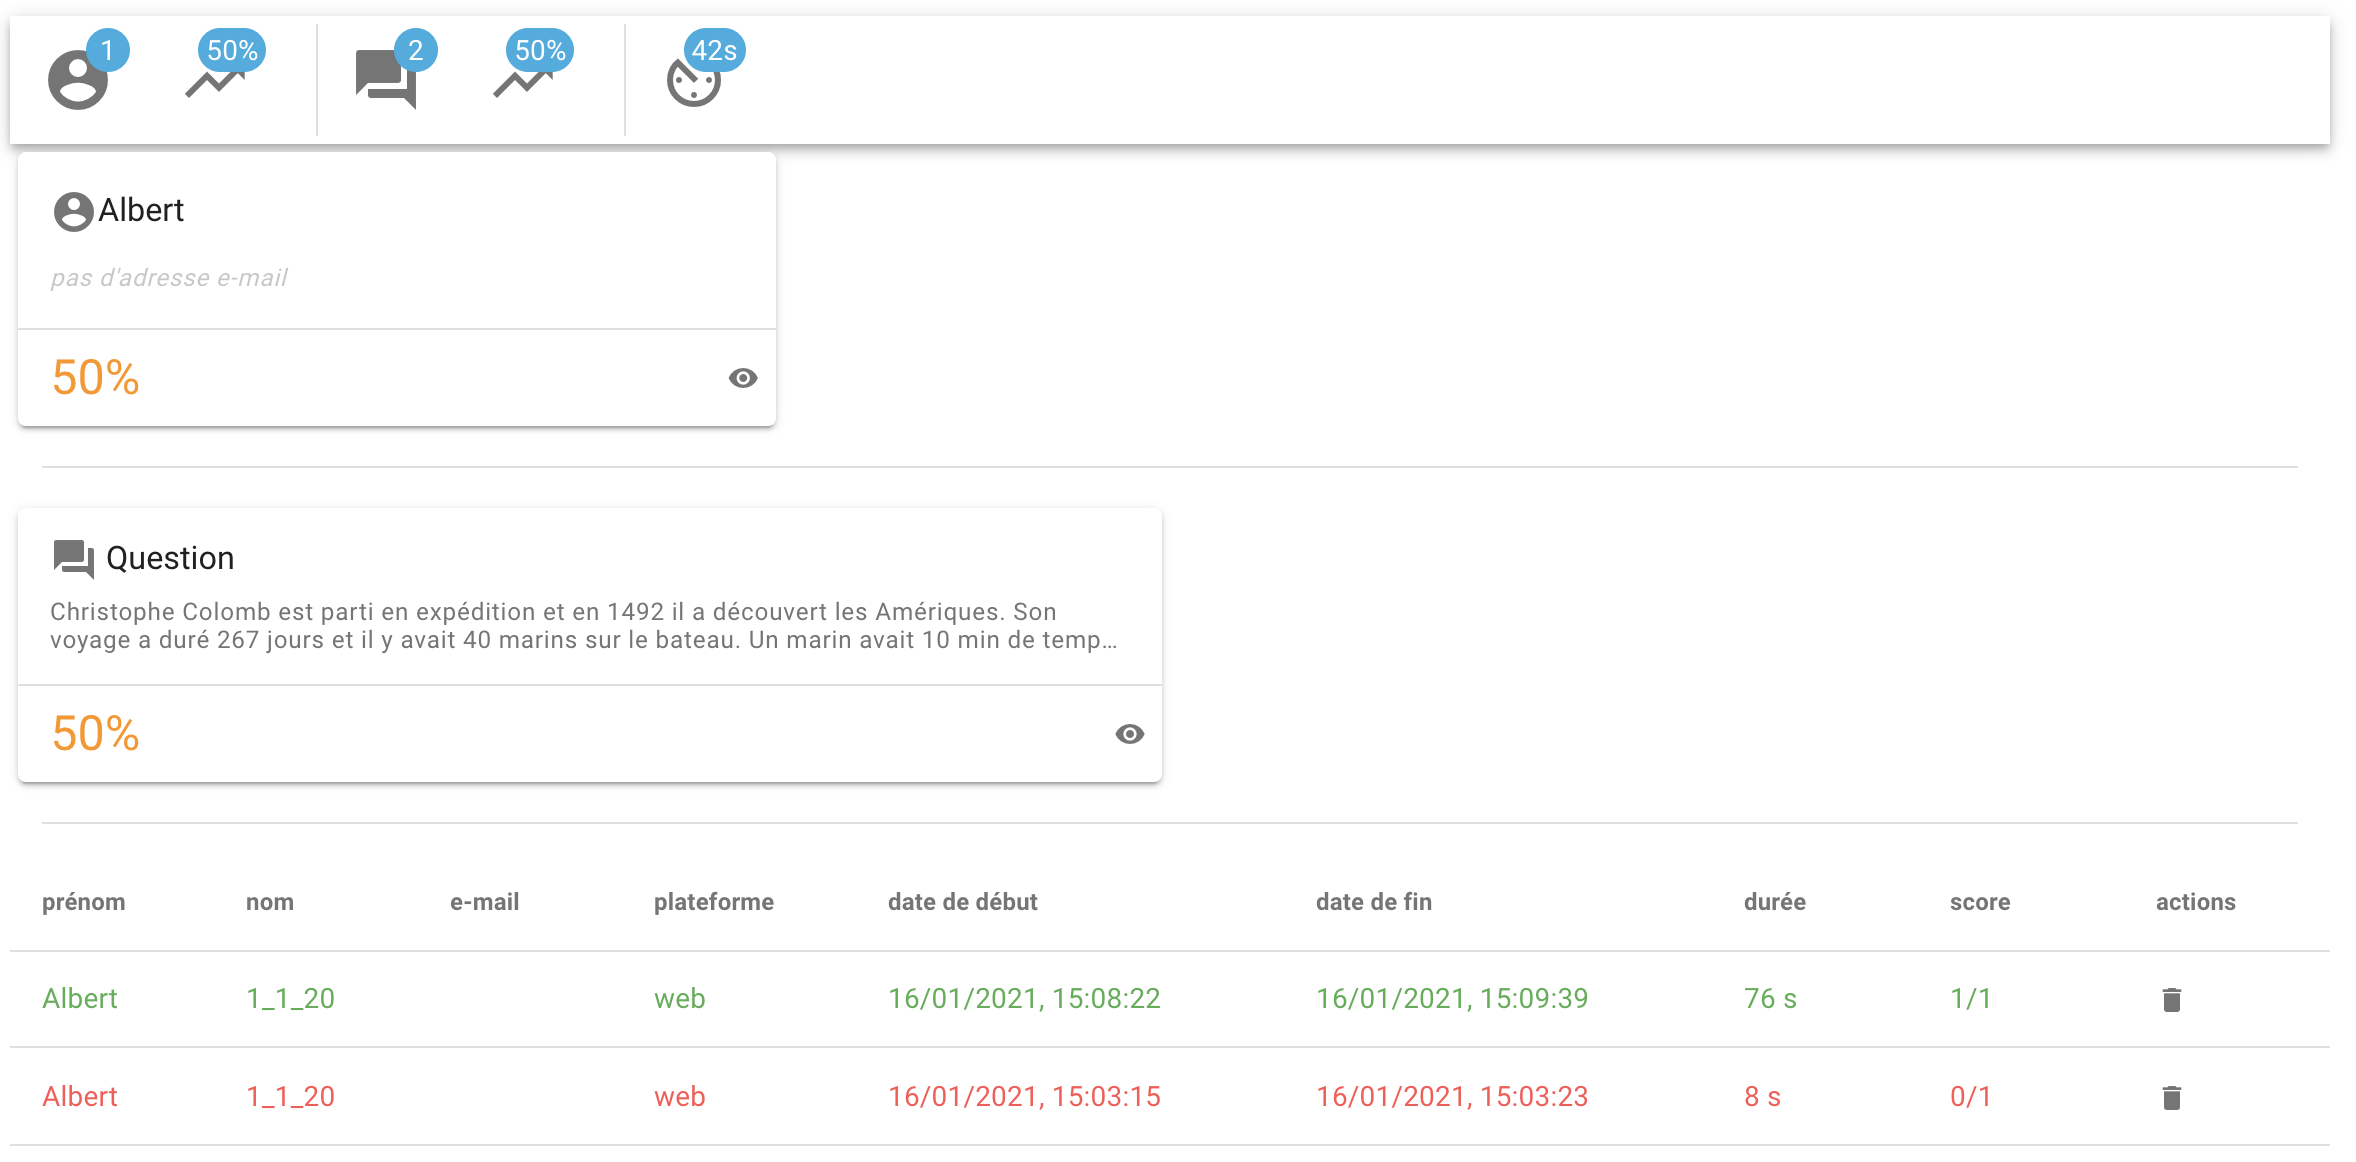 1 50% 2 50% 42s
Albert
pas d'adresse e-mail
50%
Question
Christophe Colomb est parti en expédition et en 1492 il a découvert les Amériques. Son
voyage a duré 267 jours et il y avait 40 marins sur le bateau. Un marin avait 10 min de temp...
50%
prénom nom e-mail plateforme date de début date de fin durée score actions
Albert 1_1_20 web 16/01/2021, 15:08:22 16/01/2021, 15:09:39 76 s 1/1
Albert 1_1_20 web 16/01/2021, 15:03:15 16/01/2021, 15:03:23 8 s 0/1